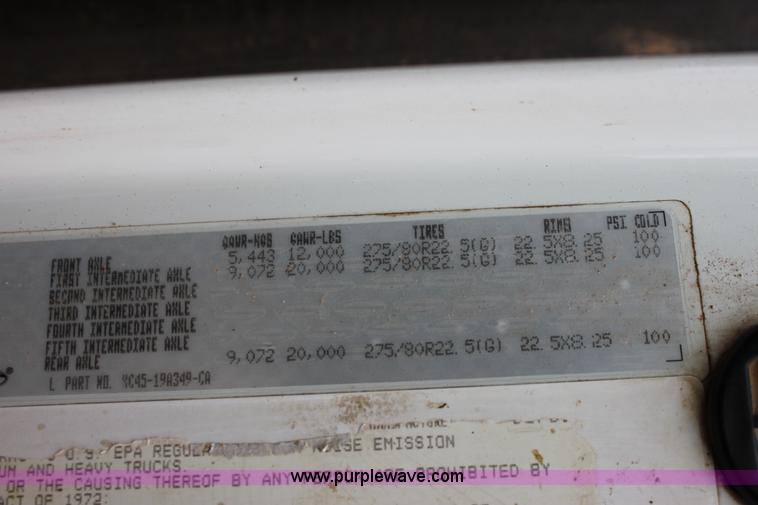 GAWR-KGS GAWR-LBS TIRES RIMS PSI COLD
FRONT AXLE 5,443 12,000 275/80R22.5(G) 22.5X8.25 100
FIRST INTERMEDIATE AXLE 9,072 20,000 275/80R22.5(G) 22.5X8.25 100
SECOND INTERMEDIATE AXLE
THIRD INTERMEDIATE AXLE
FOURTH INTERMEDIATE AXLE
FIFTH INTERMEDIATE AXLE
REAR AXLE 9,072 20,000 275/80R22.5(G) 22.5X8.25 100
L PART NO. C45-19A349-CA
EPA NOISE EMISSION
AND HEAVY TRUCKS.
OR THE CAUSING THEREOF BY ANY PROHIBITED BY
ACT OF 1972:
www.purplewave.com